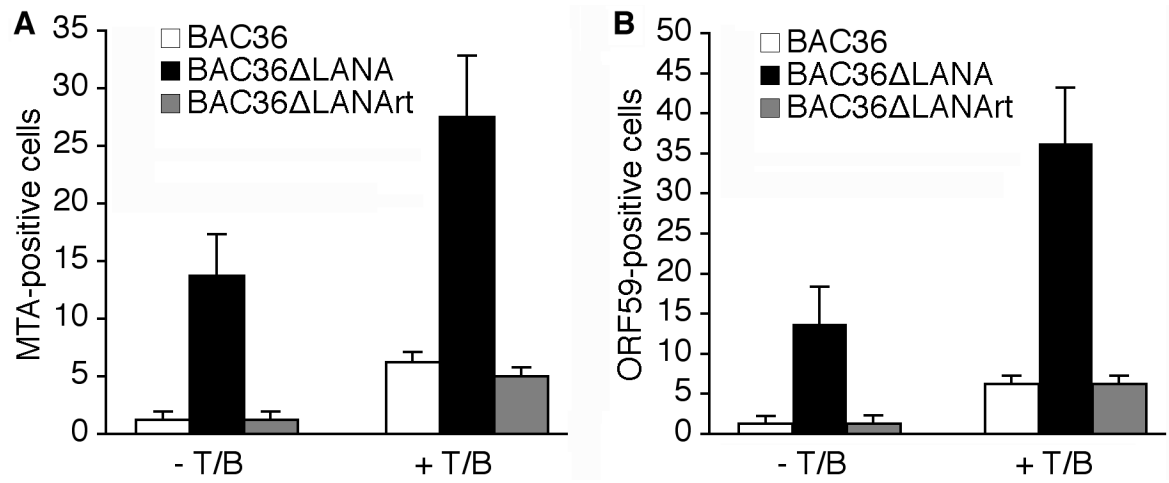 A
MTA-positive cells
35
30
25
20
15
10
5
0
BAC36
BAC36ΔLANA
BAC36ΔLANArt
- T/B
+ T/B
B
ORF59-positive cells
50
45
40
35
30
25
20
15
10
5
0
BAC36
BAC36ΔLANA
BAC36ΔLANArt
- T/B
+ T/B